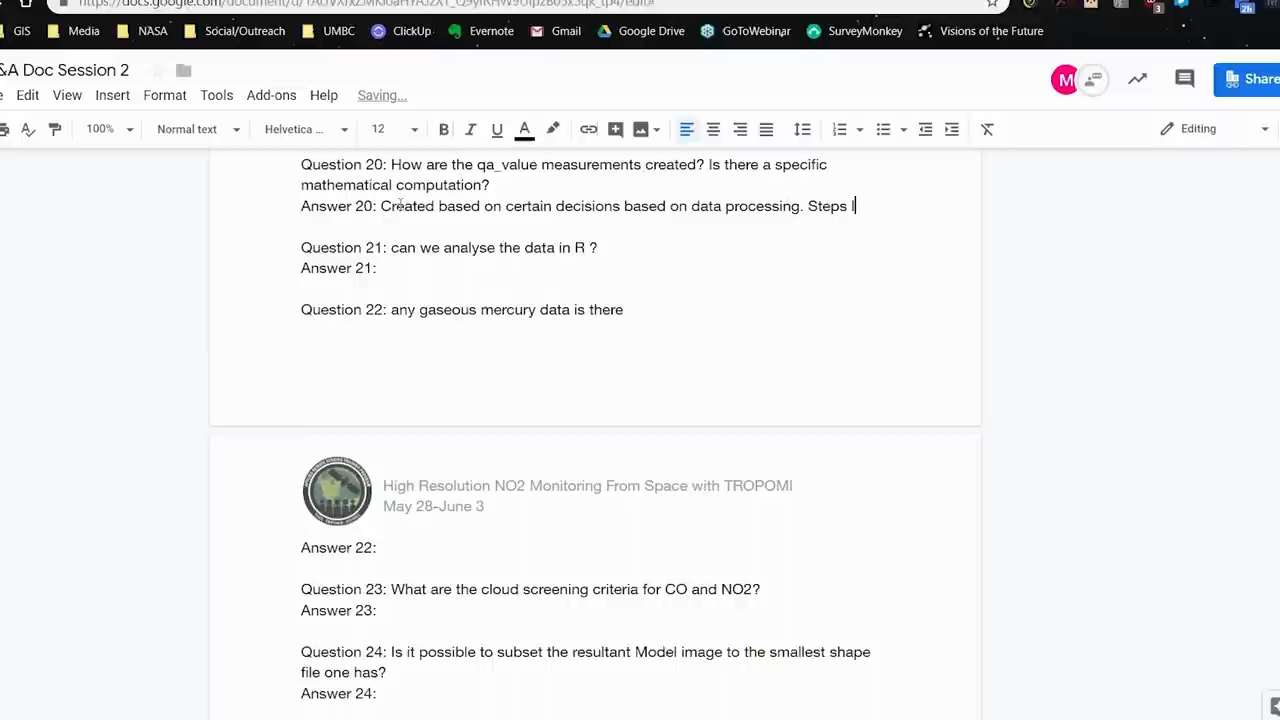 GIS Media NASA Social/Outreach UMBC ClickUp Evernote Gmail Google Drive GoToWebinar SurveyMonkey Visions of the Future
&A Doc Session 2
Edit View Insert Format Tools Add-ons Help Saving...
M
Share
100% Normal text Helvetica ... 12 B I U A Editing
Question 20: How are the qa_value measurements created? Is there a specific
mathematical computation?
Answer 20: Created based on certain decisions based on data processing. Steps l
Question 21: can we analyse the data in R ?
Answer 21:
Question 22: any gaseous mercury data is there
High Resolution NO2 Monitoring From Space with TROPOMI
May 28-June 3
Answer 22:
Question 23: What are the cloud screening criteria for CO and NO2?
Answer 23:
Question 24: Is it possible to subset the resultant Model image to the smallest shape
file one has?
Answer 24: